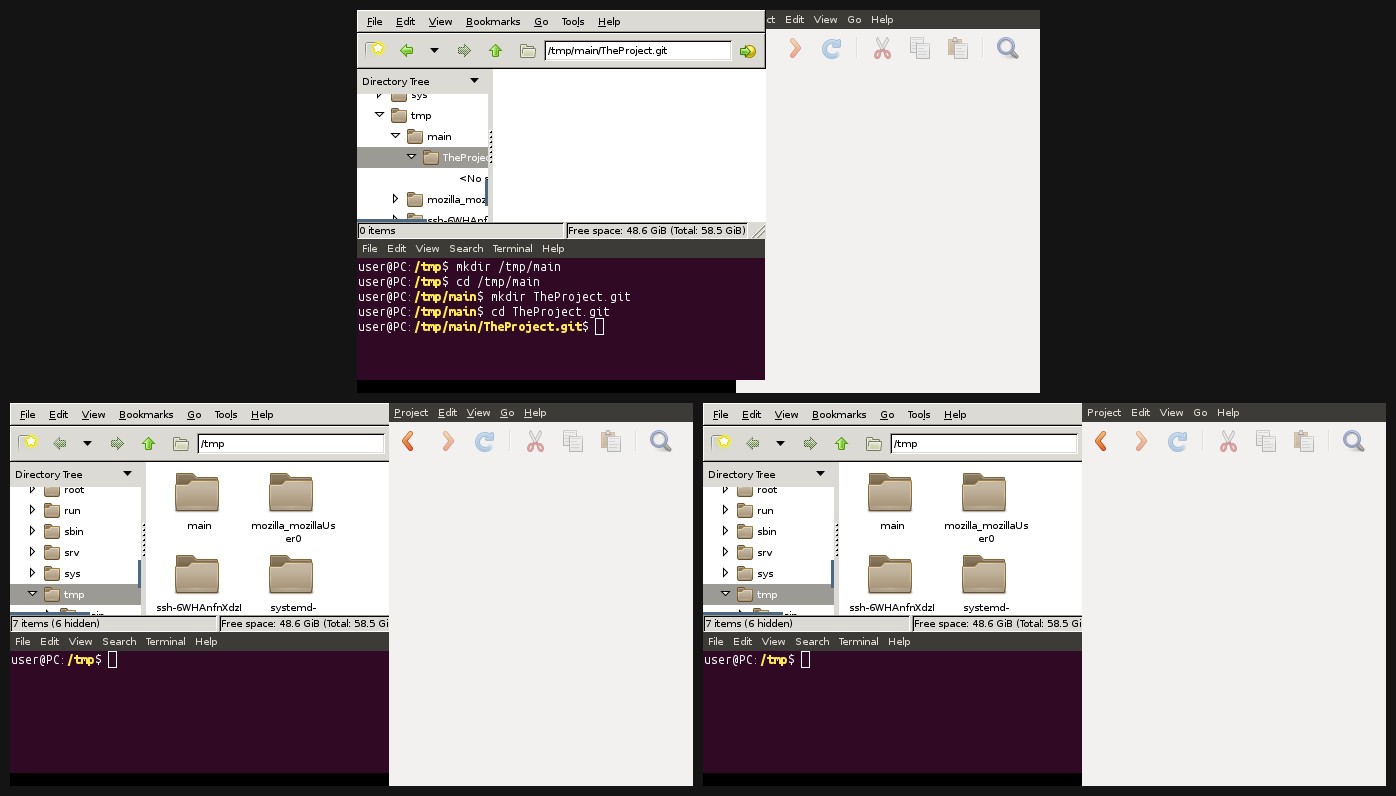 File Edit View Bookmarks Go Tools Help
ct Edit View Go Help
/tmp/main/TheProject.git
Directory Tree
sys
tmp
main
TheProjec
<No s
mozilla_moz
ssh-6WHAnf
0 items
Free space: 48.6 GiB (Total: 58.5 GiB)
File Edit View Search Terminal Help
user@PC:/tmp$ mkdir /tmp/main
user@PC:/tmp$ cd /tmp/main
user@PC:/tmp/main$ mkdir TheProject.git
user@PC:/tmp/main$ cd TheProject.git
user@PC:/tmp/main/TheProject.git$
File Edit View Bookmarks Go Tools Help
Project Edit View Go Help
/tmp
Directory Tree
root
run
sbin
srv
sys
tmp
main
mozilla_mozillaUs
er0
ssh-6WHAnfnXdzI
systemd-
7 items (6 hidden)
Free space: 48.6 GiB (Total: 58.5 Gi
File Edit View Search Terminal Help
user@PC:/tmp$
File Edit View Bookmarks Go Tools Help
Project Edit View Go Help
/tmp
Directory Tree
root
run
sbin
srv
sys
tmp
main
mozilla_mozillaUs
er0
ssh-6WHAnfnXdzI
systemd-
7 items (6 hidden)
Free space: 48.6 GiB (Total: 58.5 Gi
File Edit View Search Terminal Help
user@PC:/tmp$